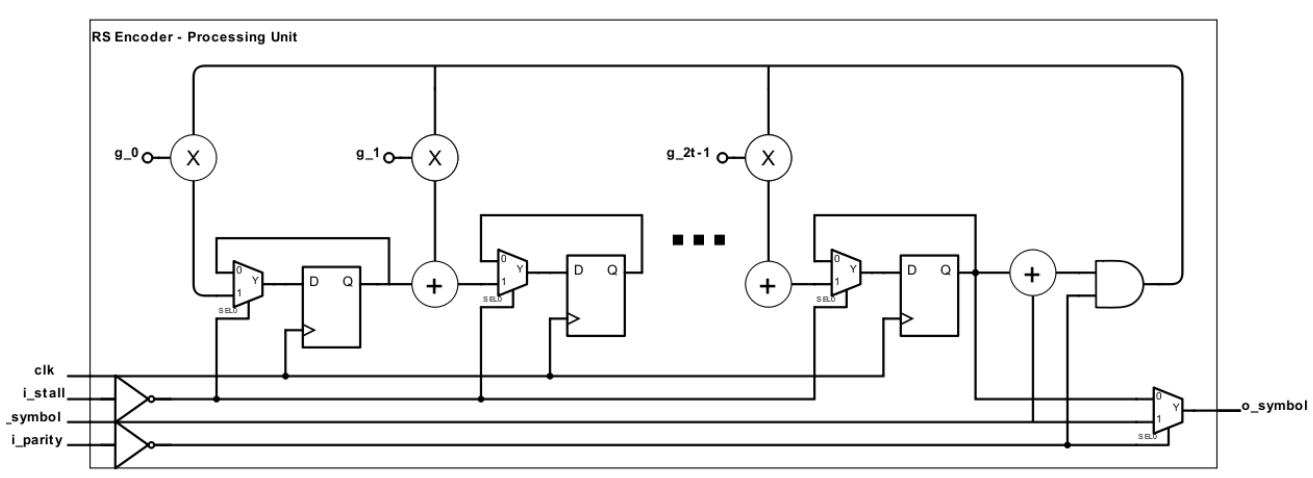 RS Encoder - Processing Unit
g_0
X
g_1
X
g_2t-1
X
0
1
Y
SEL0
D
Q
+
0
1
Y
SEL0
D
Q
+
0
1
Y
SEL0
D
Q
+
clk
i_stall
_symbol
i_parity
0
1
Y
SEL0
o_symbol